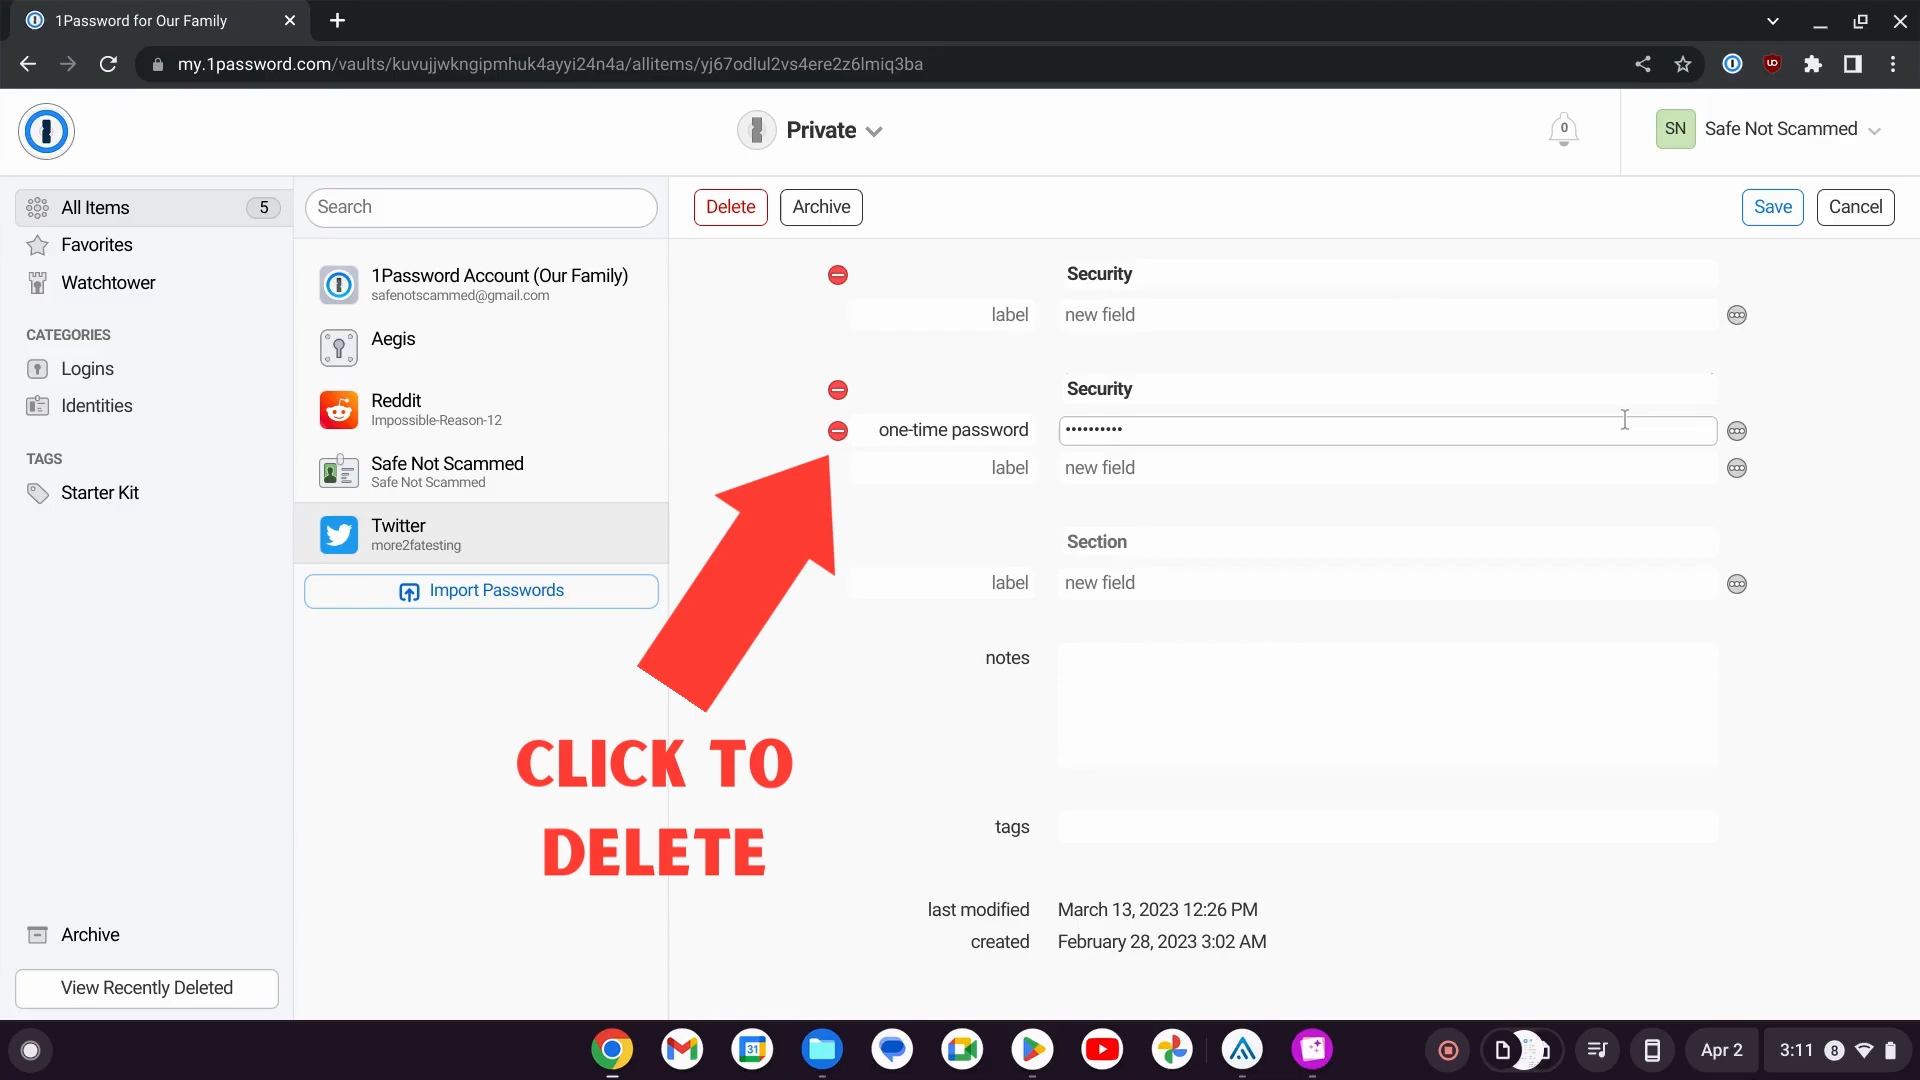 1Password for Our Family
my.1password.com/vaults/kuvujjwkngipmhuk4ayyi24n4a/allitems/yj67odlul2vs4ere2z6lmiq3ba
Private
0
SN Safe Not Scammed
All Items 5
Favorites
Watchtower
CATEGORIES
Logins
Identities
TAGS
Starter Kit
Archive
View Recently Deleted
Search
1Password Account (Our Family)
safenotscammed@gmail.com
Aegis
Reddit
Impossible-Reason-12
Safe Not Scammed
Safe Not Scammed
Twitter
more2fatesting
Import Passwords
Delete Archive Save Cancel
Security
label new field
Security
one-time password ••••••••••
label new field
Section
label new field
notes
tags
last modified March 13, 2023 12:26 PM
created February 28, 2023 3:02 AM
CLICK TO
DELETE
31
Apr 2 3:11 8